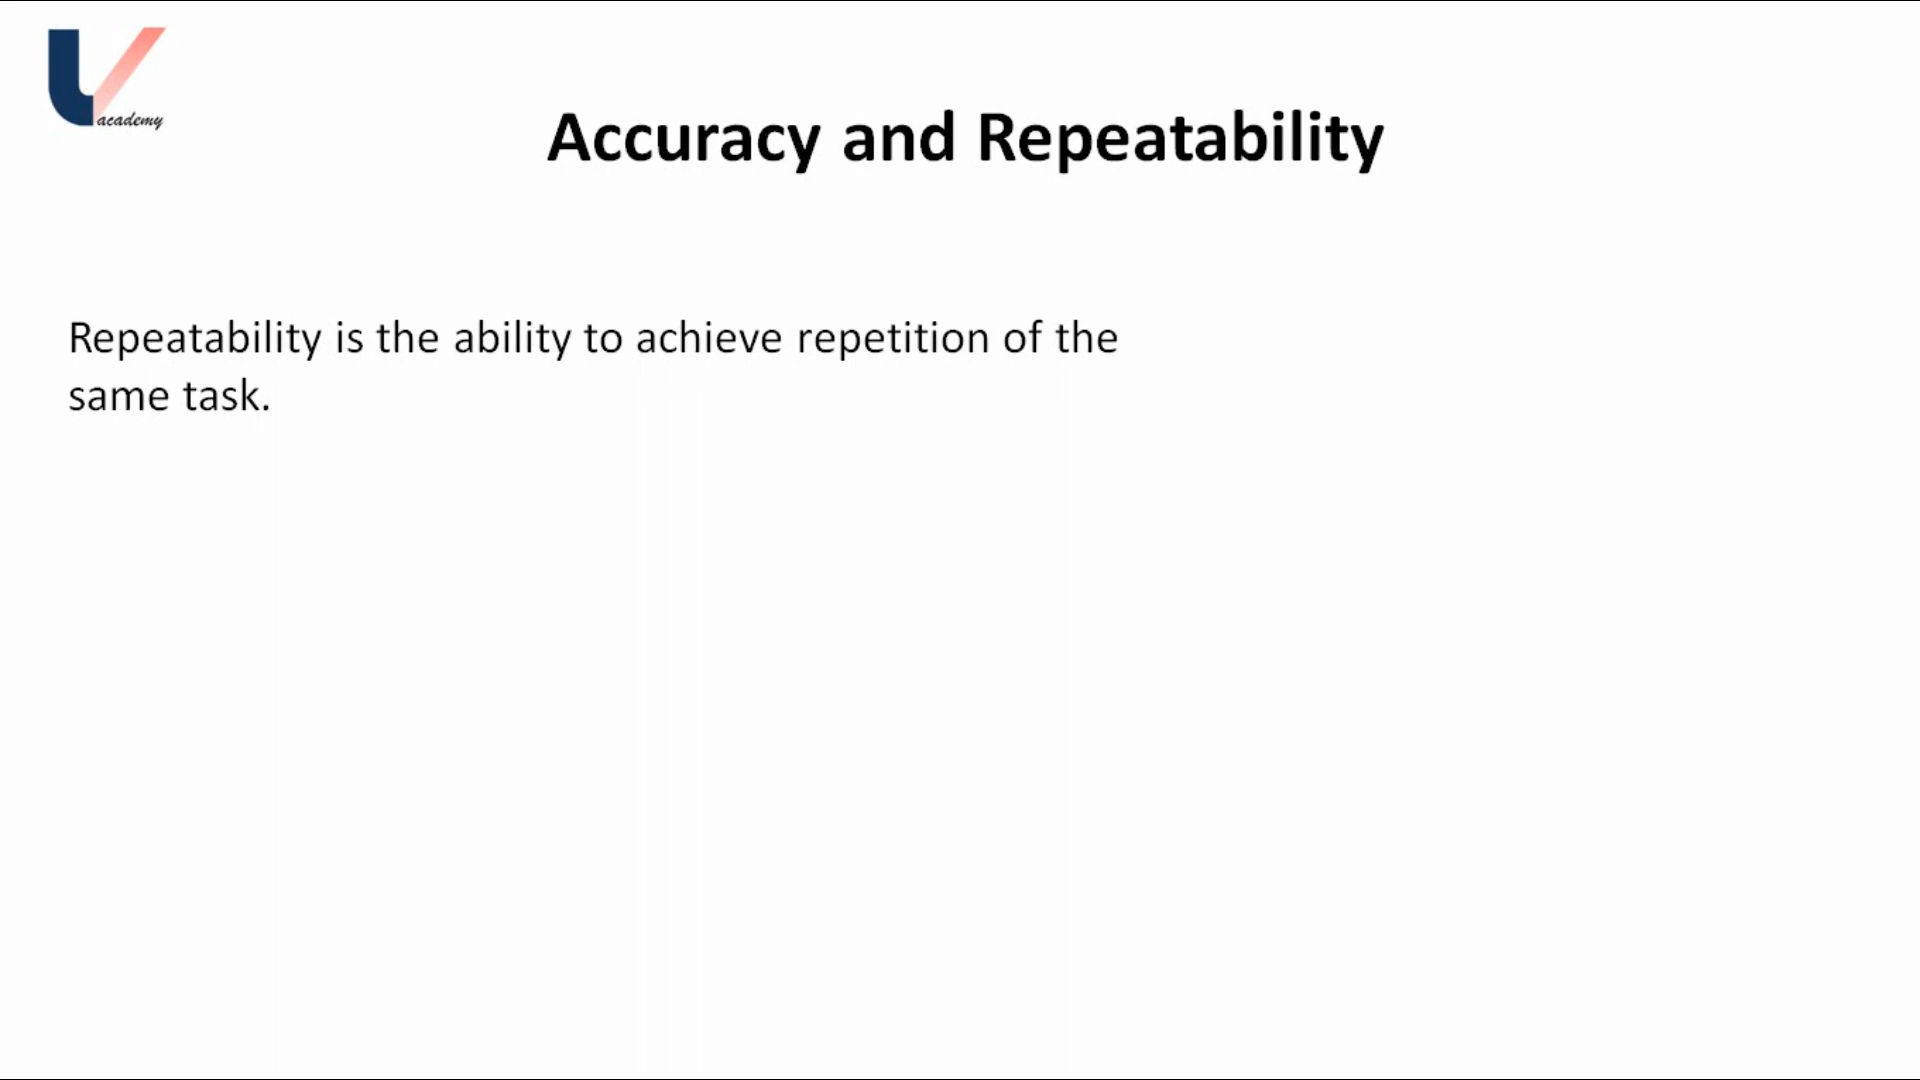 academy
Accuracy and Repeatability
Repeatability is the ability to achieve repetition of the
same task.